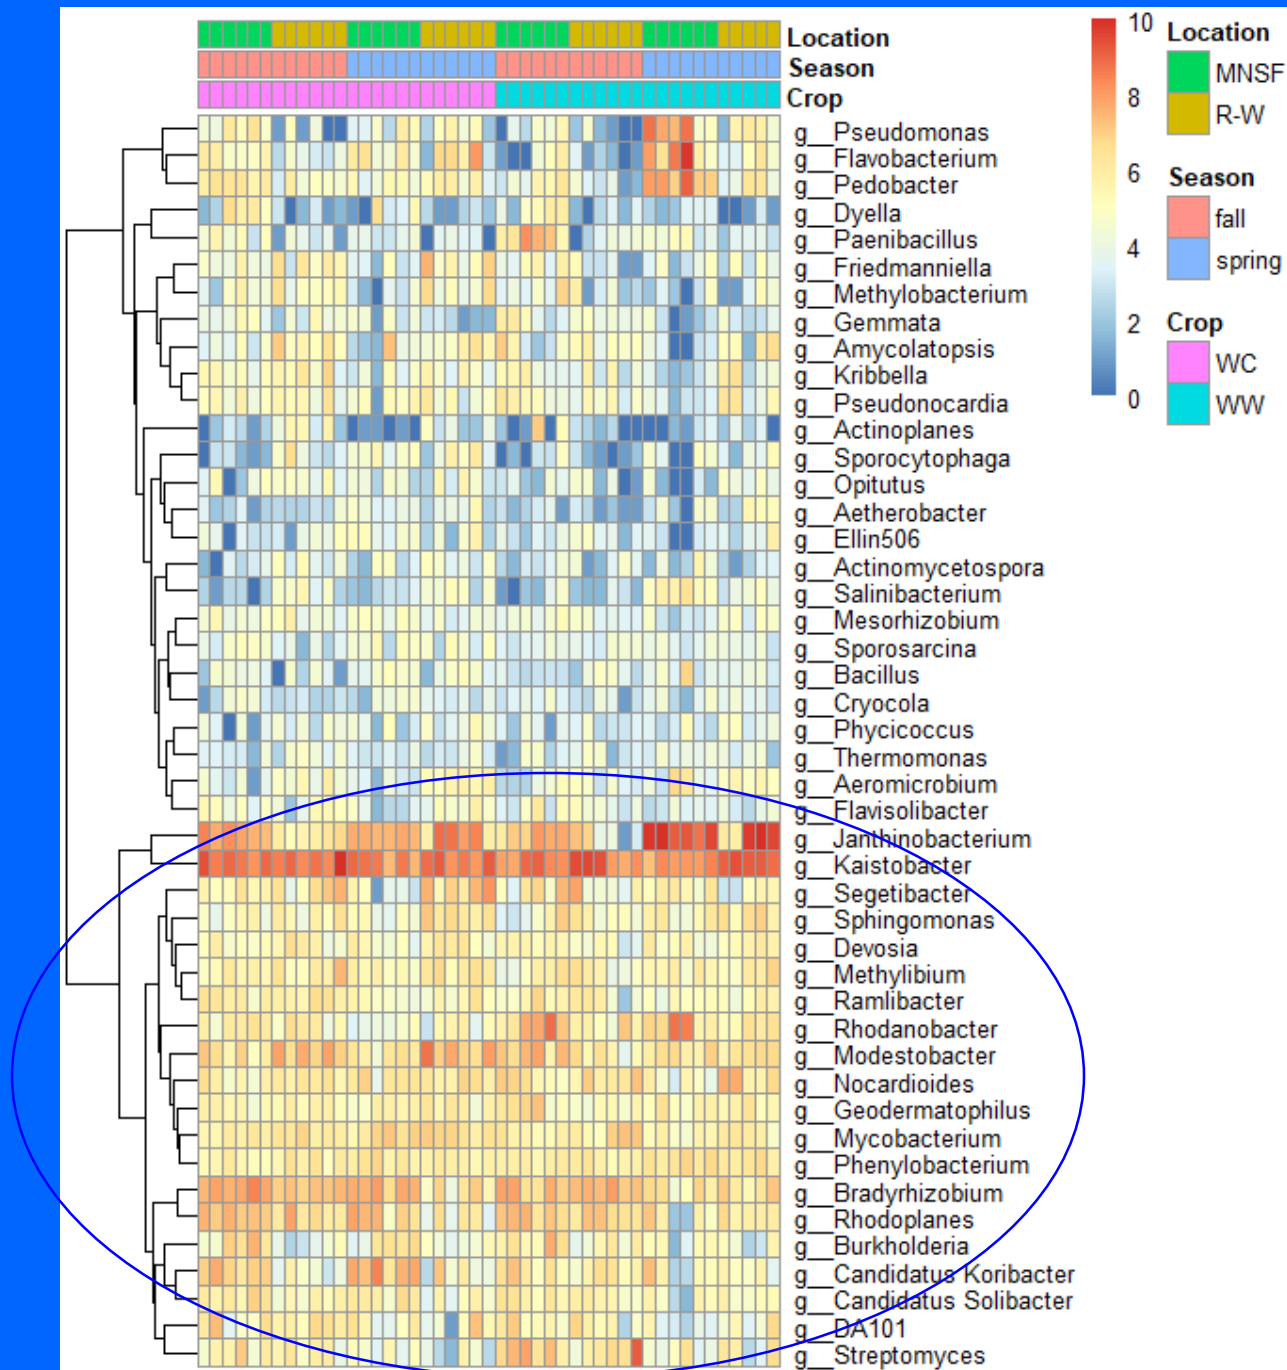 Location
Season
Crop
g__Pseudomonas
g__Flavobacterium
g__Pedobacter
g__Dyella
g__Paenibacillus
g__Friedmanniella
g__Methylobacterium
g__Gemmata
g__Amycolatopsis
g__Kribbella
g__Pseudonocardia
g__Actinoplanes
g__Sporocytophaga
g__Opitutus
g__Aetherobacter
g__Ellin506
g__Actinomycetospora
g__Salinibacterium
g__Mesorhizobium
g__Sporosarcina
g__Bacillus
g__Cryocola
g__Phycicoccus
g__Thermomonas
g__Aeromicrobium
g__Flavisolibacter
g__Janthinobacterium
g__Kaistobacter
g__Segetibacter
g__Sphingomonas
g__Devosia
g__Methylibium
g__Ramlibacter
g__Rhodanobacter
g__Modestobacter
g__Nocardioides
g__Geodermatophilus
g__Mycobacterium
g__Phenylobacterium
g__Bradyrhizobium
g__Rhodoplanes
g__Burkholderia
g__Candidatus Koribacter
g__Candidatus Solibacter
g__DA101
g__Streptomyces
10
8
6
4
2
0
Location
MNSF
R-W
Season
fall
spring
Crop
WC
WW